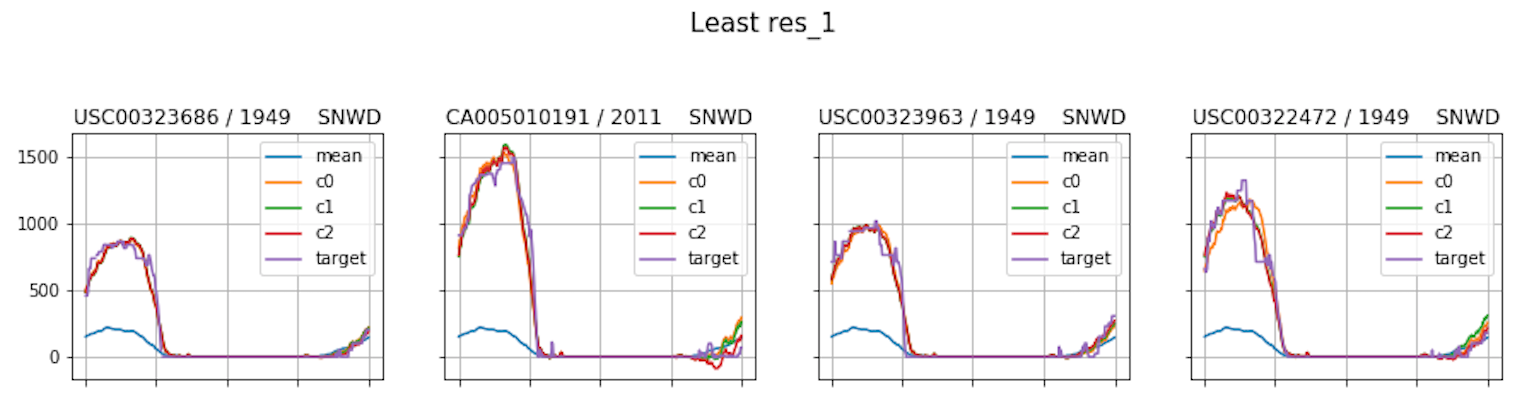 Least res_1
USC00323686 / 1949 SNWD
CA005010191 / 2011 SNWD
USC00323963 / 1949 SNWD
USC00322472 / 1949 SNWD
1500
1000
500
0
mean
c0
c1
c2
target
mean
c0
c1
c2
target
mean
c0
c1
c2
target
mean
c0
c1
c2
target